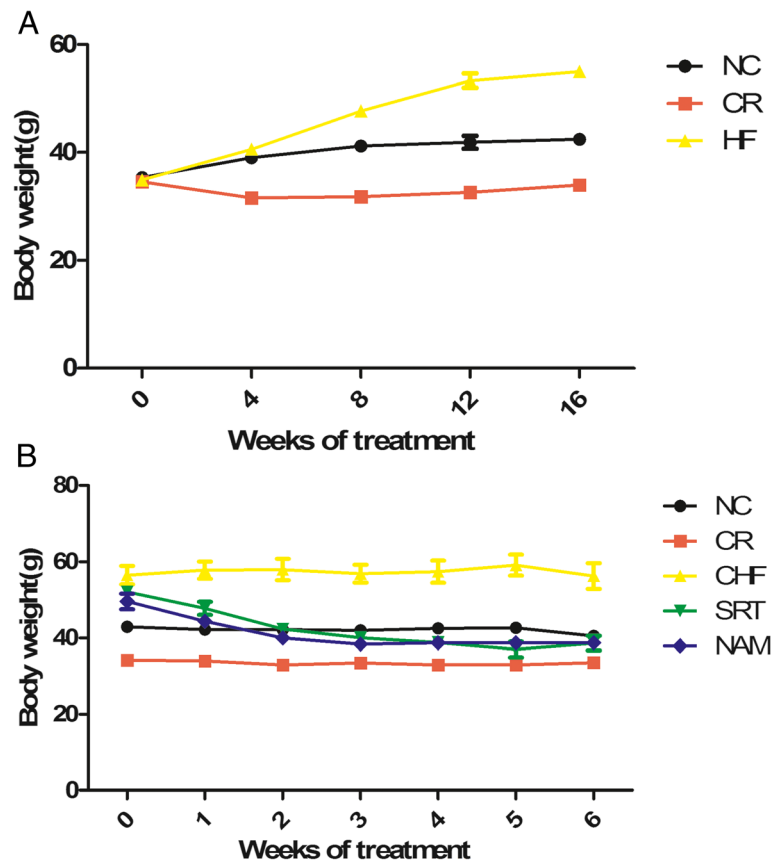 A
60
40
20
0
Body weight(g)
0 4 8 12 16
Weeks of treatment
NC
CR
HF
B
80
60
40
20
0
Body weight(g)
0 1 2 3 4 5 6
Weeks of treatment
NC
CR
CHF
SRT
NAM